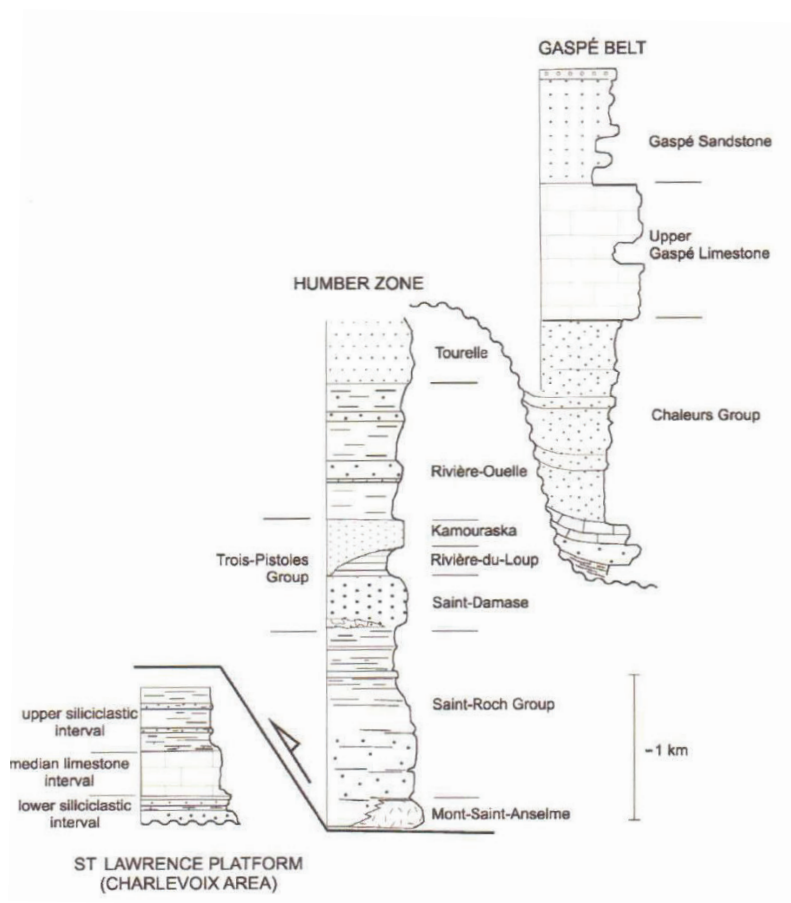 GASPÉ BELT
Gaspé Sandstone
Upper
Gaspé Limestone
Chaleurs Group
HUMBER ZONE
Tourelle
Rivière-Ouelle
Kamouraska
Rivière-du-Loup
Trois-Pistoles
Group
Saint-Damase
Saint-Roch Group
Mont-Saint-Anselme
~1 km
upper siliciclastic
interval
median limestone
interval
lower siliciclastic
interval
ST LAWRENCE PLATFORM
(CHARLEVOIX AREA)